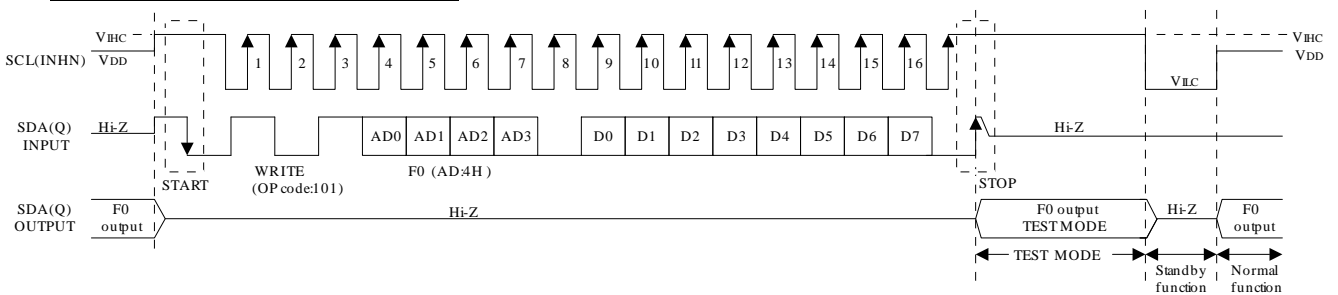 VIHC
SCL(INHN) VDD
1 2 3 4 5 6 7 8 9 10 11 12 13 14 15 16
VIHC
VDD
VILC
SDA(Q)
INPUT
Hi-Z
AD0 AD1 AD2 AD3
D0 D1 D2 D3 D4 D5 D6 D7
Hi-Z
START
WRITE
(OP code:101)
F0 (AD:4H)
STOP
SDA(Q)
OUTPUT
F0
output
Hi-Z
F0 output
TEST MODE
Hi-Z
F0
output
TEST MODE
Standby
function
Normal
function